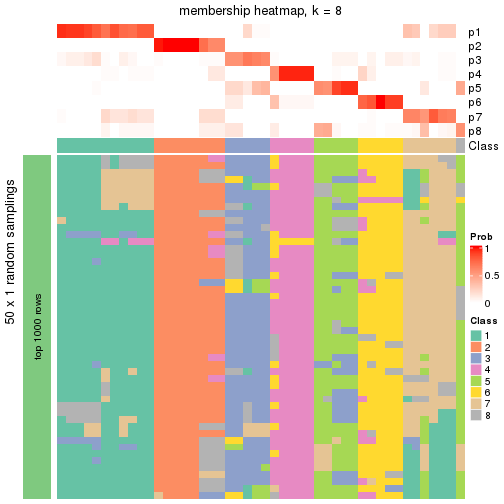 membership heatmap, k = 8
p1
p2
p3
p4
p5
p6
p7
p8
Class
50 x 1 random samplings
top 1000 rows
Prob
1
0.5
0
Class
1
2
3
4
5
6
7
8